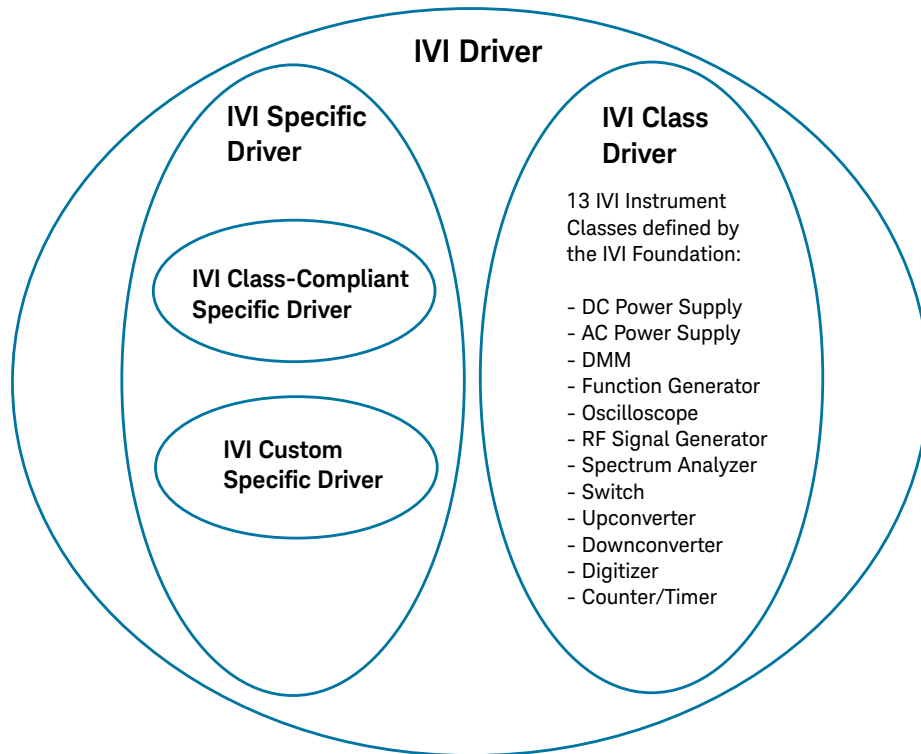 IVI Driver
IVI Specific
Driver
IVI Class-Compliant
Specific Driver
IVI Custom
Specific Driver
IVI Class
Driver
13 IVI Instrument
Classes defined by
the IVI Foundation:
- DC Power Supply
- AC Power Supply
- DMM
- Function Generator
- Oscilloscope
- RF Signal Generator
- Spectrum Analyzer
- Switch
- Upconverter
- Downconverter
- Digitizer
- Counter/Timer